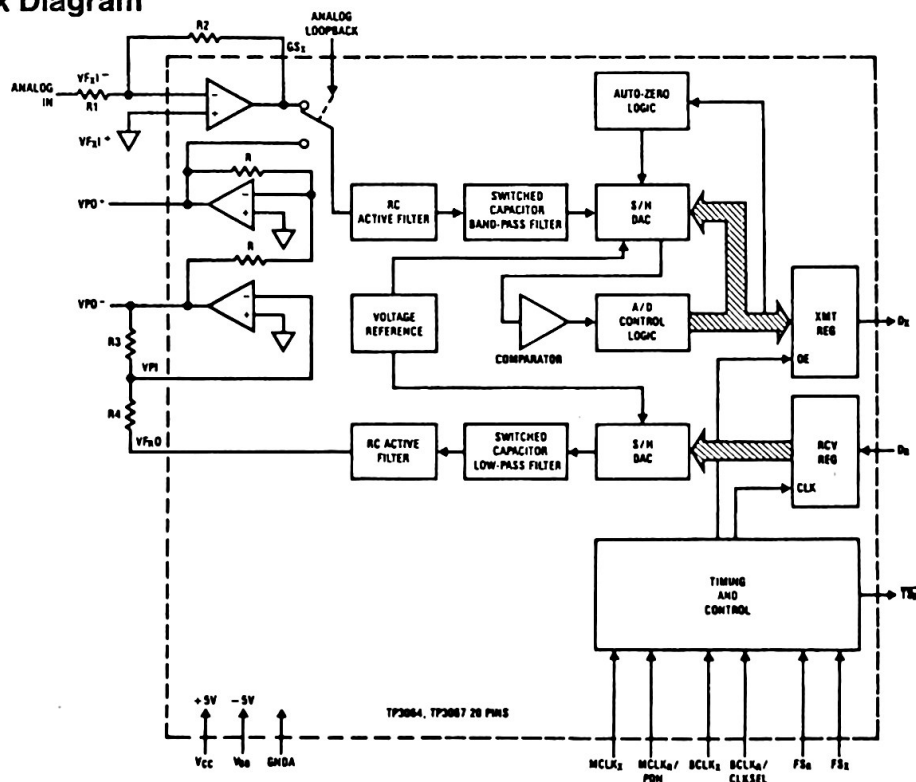 x Diagram
R2
ANALOG
LOOPBACK
GSX
ANALOG
IN
VFXI-
R1
VFXI+
AUTO-ZERO
LOGIC
R
VPO+
RC
ACTIVE FILTER
SWITCHED
CAPACITOR
BAND-PASS FILTER
S/H
DAC
R
VPO-
VOLTAGE
REFERENCE
COMPARATOR
A/D
CONTROL
LOGIC
XMT
REG
DX
OE
R3
VPI
R4
VFRO
RC ACTIVE
FILTER
SWITCHED
CAPACITOR
LOW-PASS FILTER
S/H
DAC
RCV
REG
DR
CLK
TIMING
AND
CONTROL
TSX
+5V
-5V
TP3064, TP3067 20 PINS
VCC
VBB
GNDA
MCLKX
MCLKR/
PDN
BCLKX
BCLKR/
CLKSEL
FSR
FSX